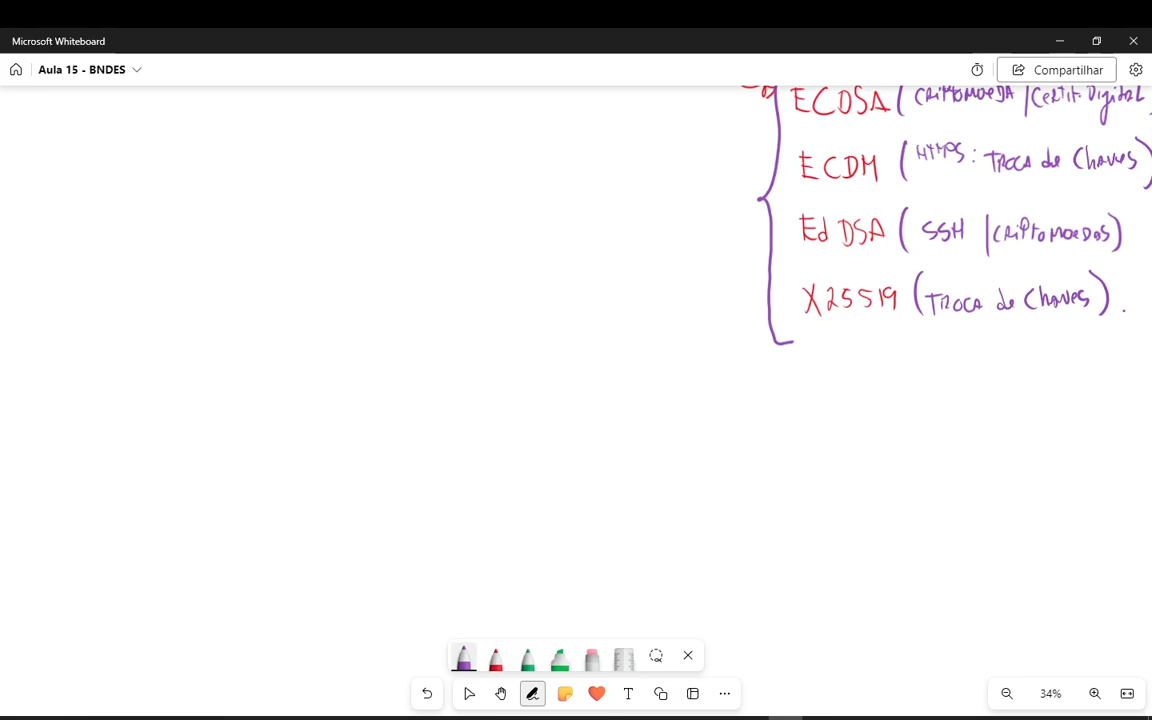 Microsoft Whiteboard
Aula 15 - BNDES
Compartilhar
ECDSA (CRIPTOMOEDA / Certif. Digital
ECDM (HTTPS: TROCA de Chaves)
Ed DSA (SSH | CRIPTOMOEDAS)
X25519 (TROCA de Chaves).
34%